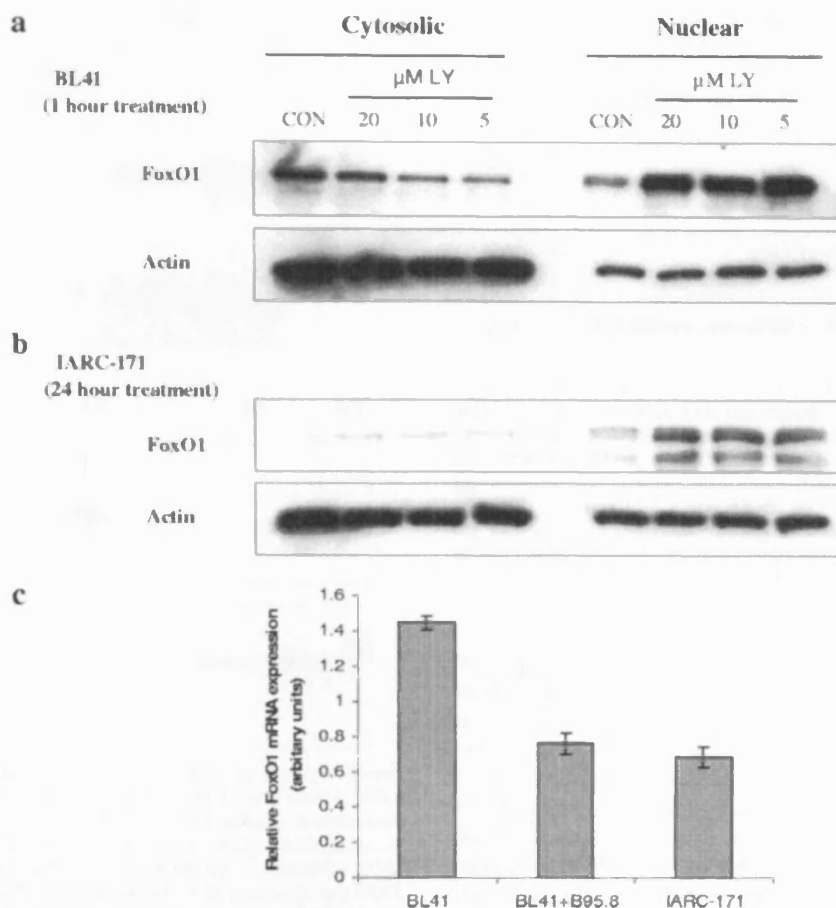 a
Cytosolic Nuclear
BL41
(1 hour treatment)
µM LY µM LY
CON 20 10 5 CON 20 10 5
FoxO1
Actin
b
IARC-171
(24 hour treatment)
FoxO1
Actin
c
Relative FoxO1 mRNA expression
(arbitary units)
1.6
1.4
1.2
1
0.8
0.6
0.4
0.2
0
BL41 BL41+B95.8 IARC-171